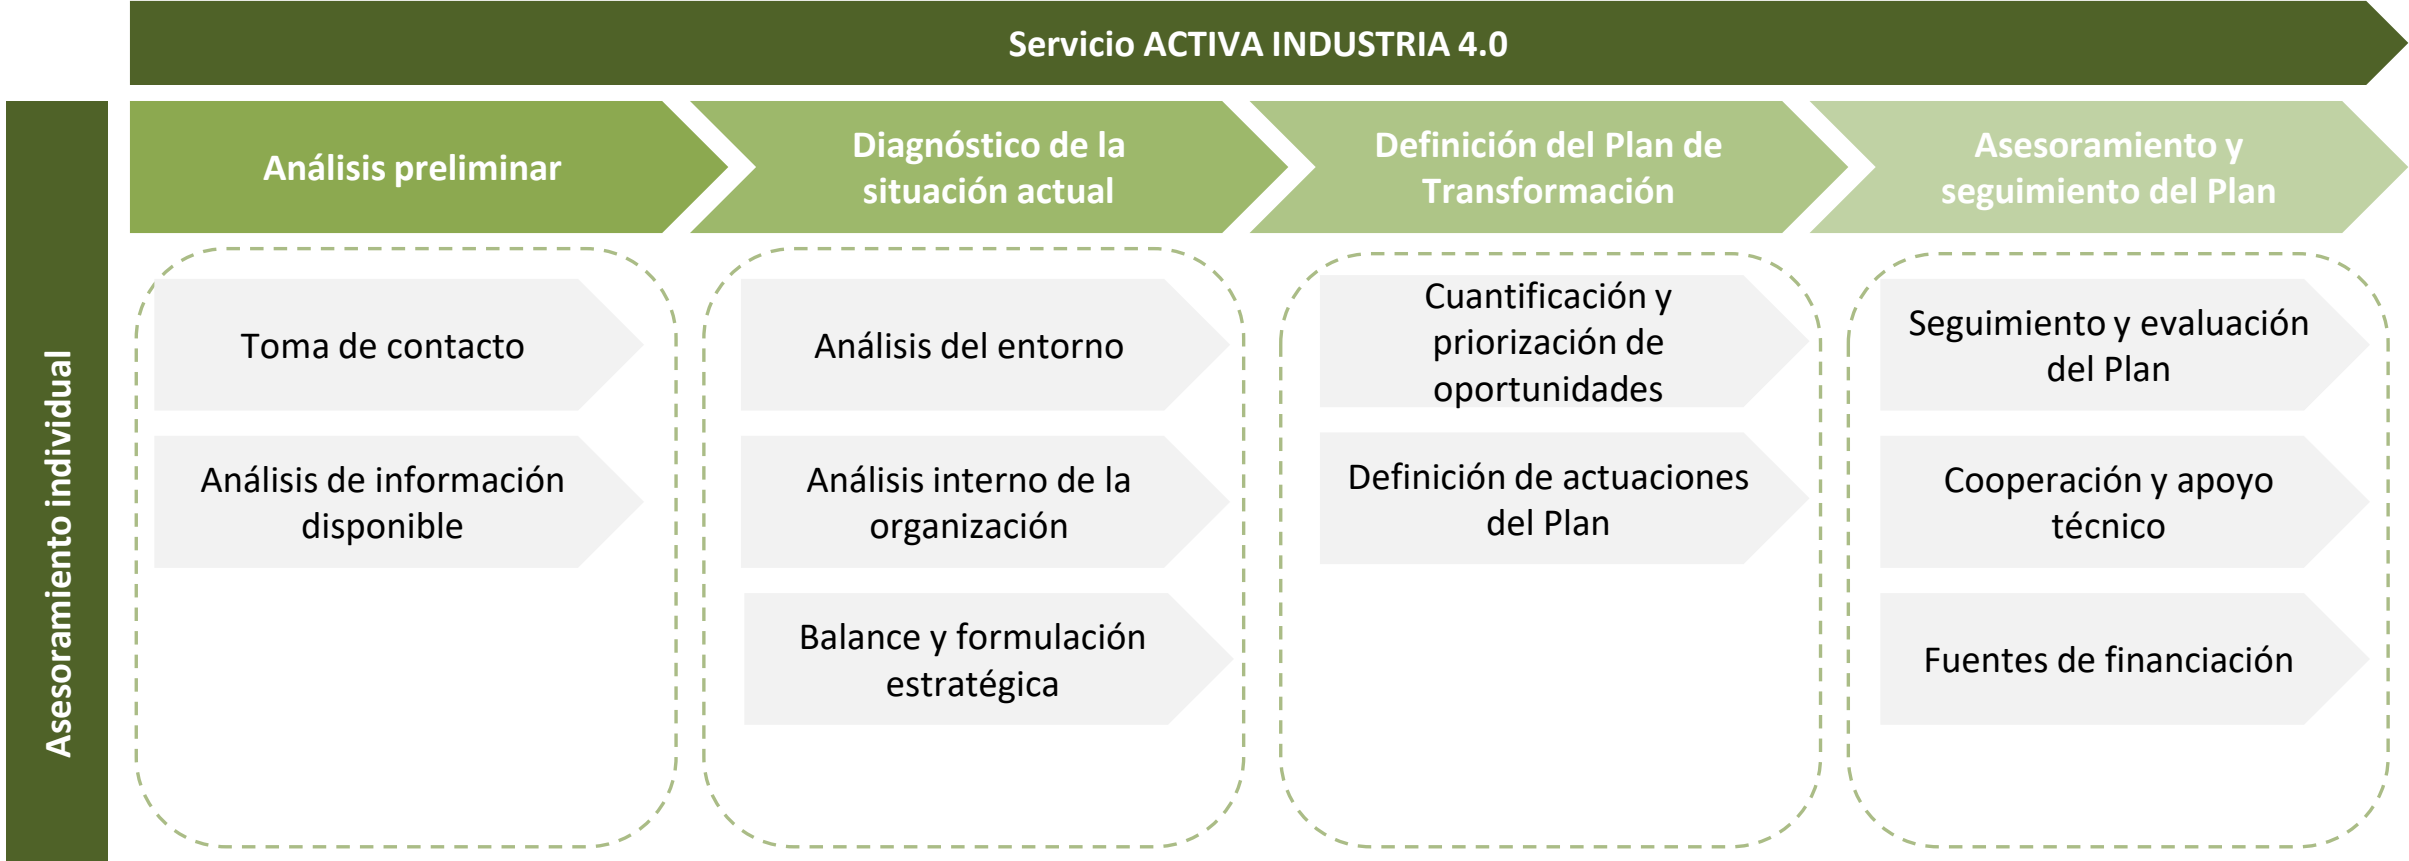 Servicio ACTIVA INDUSTRIA 4.0
Asesoramiento individual
Análisis preliminar
Diagnóstico de la
situación actual
Definición del Plan de
Transformación
Asesoramiento y
seguimiento del Plan
Toma de contacto
Análisis de información
disponible
Análisis del entorno
Análisis interno de la
organización
Balance y formulación
estratégica
Cuantificación y
priorización de
oportunidades
Definición de actuaciones
del Plan
Seguimiento y evaluación
del Plan
Cooperación y apoyo
técnico
Fuentes de financiación